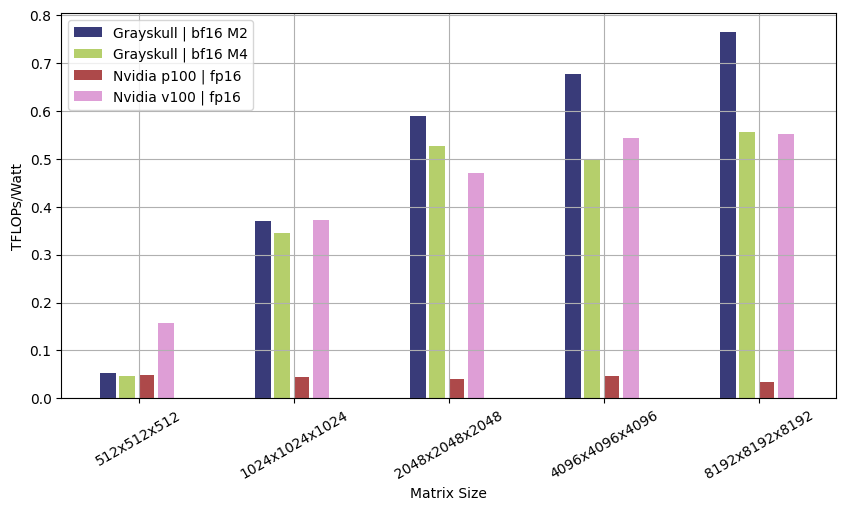 0.8
0.7
0.6
0.5
0.4
0.3
0.2
0.1
0.0
TFLOPs/Watt
Grayskull | bf16 M2
Grayskull | bf16 M4
Nvidia p100 | fp16
Nvidia v100 | fp16
512x512x512
1024x1024x1024
2048x2048x2048
4096x4096x4096
8192x8192x8192
Matrix Size